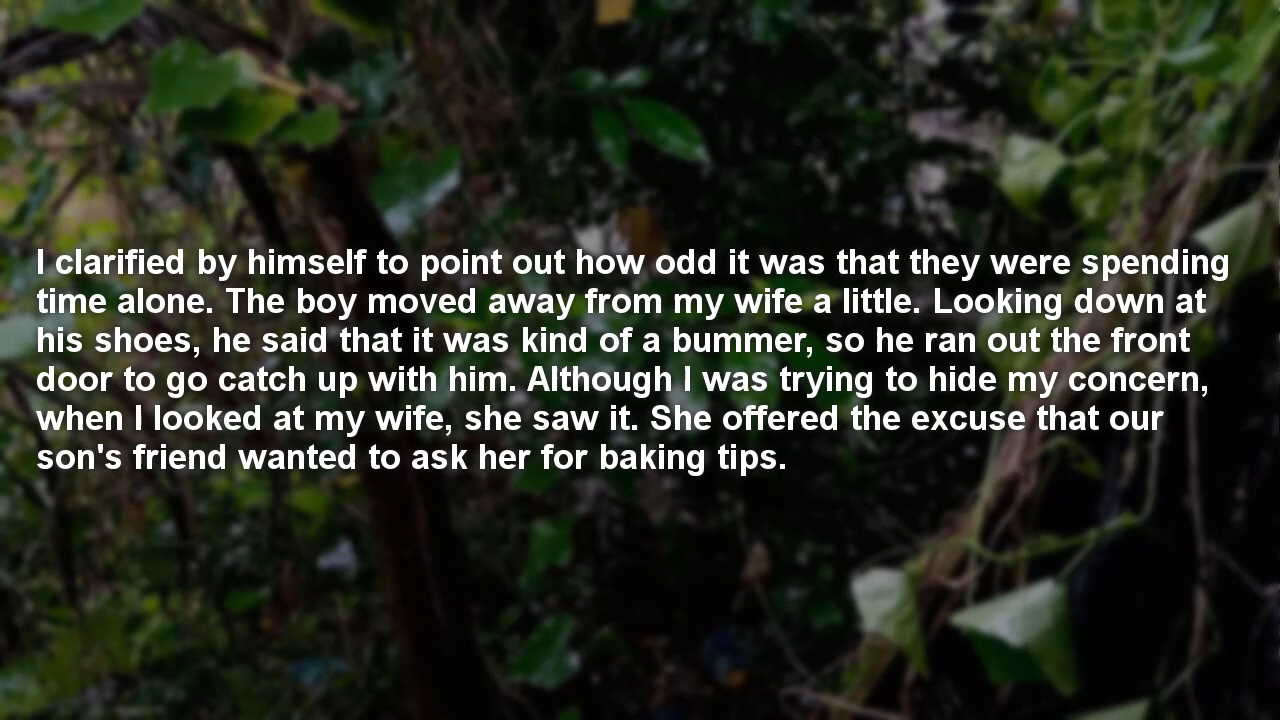 I clarified by himself to point out how odd it was that they were spending
time alone. The boy moved away from my wife a little. Looking down at
his shoes, he said that it was kind of a bummer, so he ran out the front
door to go catch up with him. Although I was trying to hide my concern,
when I looked at my wife, she saw it. She offered the excuse that our
son's friend wanted to ask her for baking tips.